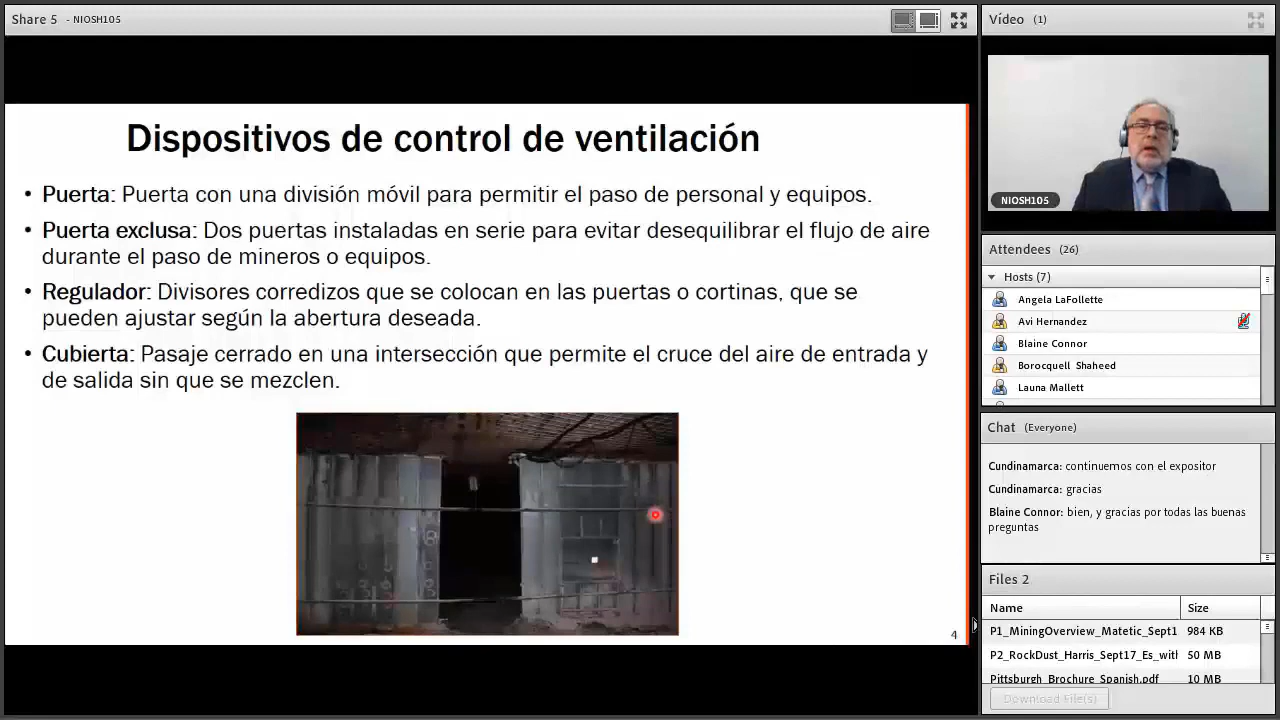 Share 5 - NIOSH105
Dispositivos de control de ventilación
• Puerta: Puerta con una división móvil para permitir el paso de personal y equipos.
• Puerta exclusa: Dos puertas instaladas en serie para evitar desequilibrar el flujo de aire
durante el paso de mineros o equipos.
• Regulador: Divisores corredizos que se colocan en las puertas o cortinas, que se
pueden ajustar según la abertura deseada.
• Cubierta: Pasaje cerrado en una intersección que permite el cruce del aire de entrada y
de salida sin que se mezclen.
4
Vídeo (1)
NIOSH105
Attendees (26)
Hosts (7)
Angela LaFollette
Avi Hernandez
Blaine Connor
Borocquell Shaheed
Launa Mallett
Chat (Everyone)
Cundinamarca: continuemos con el expositor
Cundinamarca: gracias
Blaine Connor: bien, y gracias por todas las buenas
preguntas
Files 2
Name Size
P1_MiningOverview_Matetic_Sept1 984 KB
P2_RockDust_Harris_Sept17_Es_with 50 MB
Pittsburgh_Brochure_Spanish.pdf 10 MB
Download File(s)